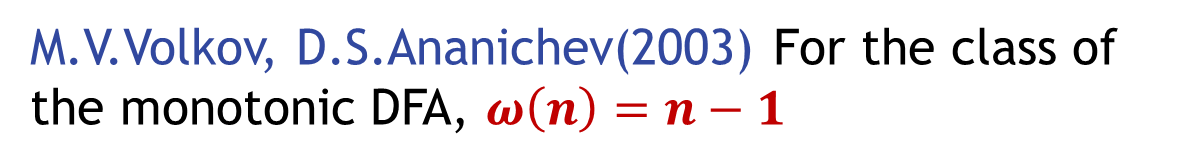 M.V.Volkov, D.S.Ananichev(2003) For the class of
the monotonic DFA, 𝝎(𝒏) = 𝒏 − 𝟏